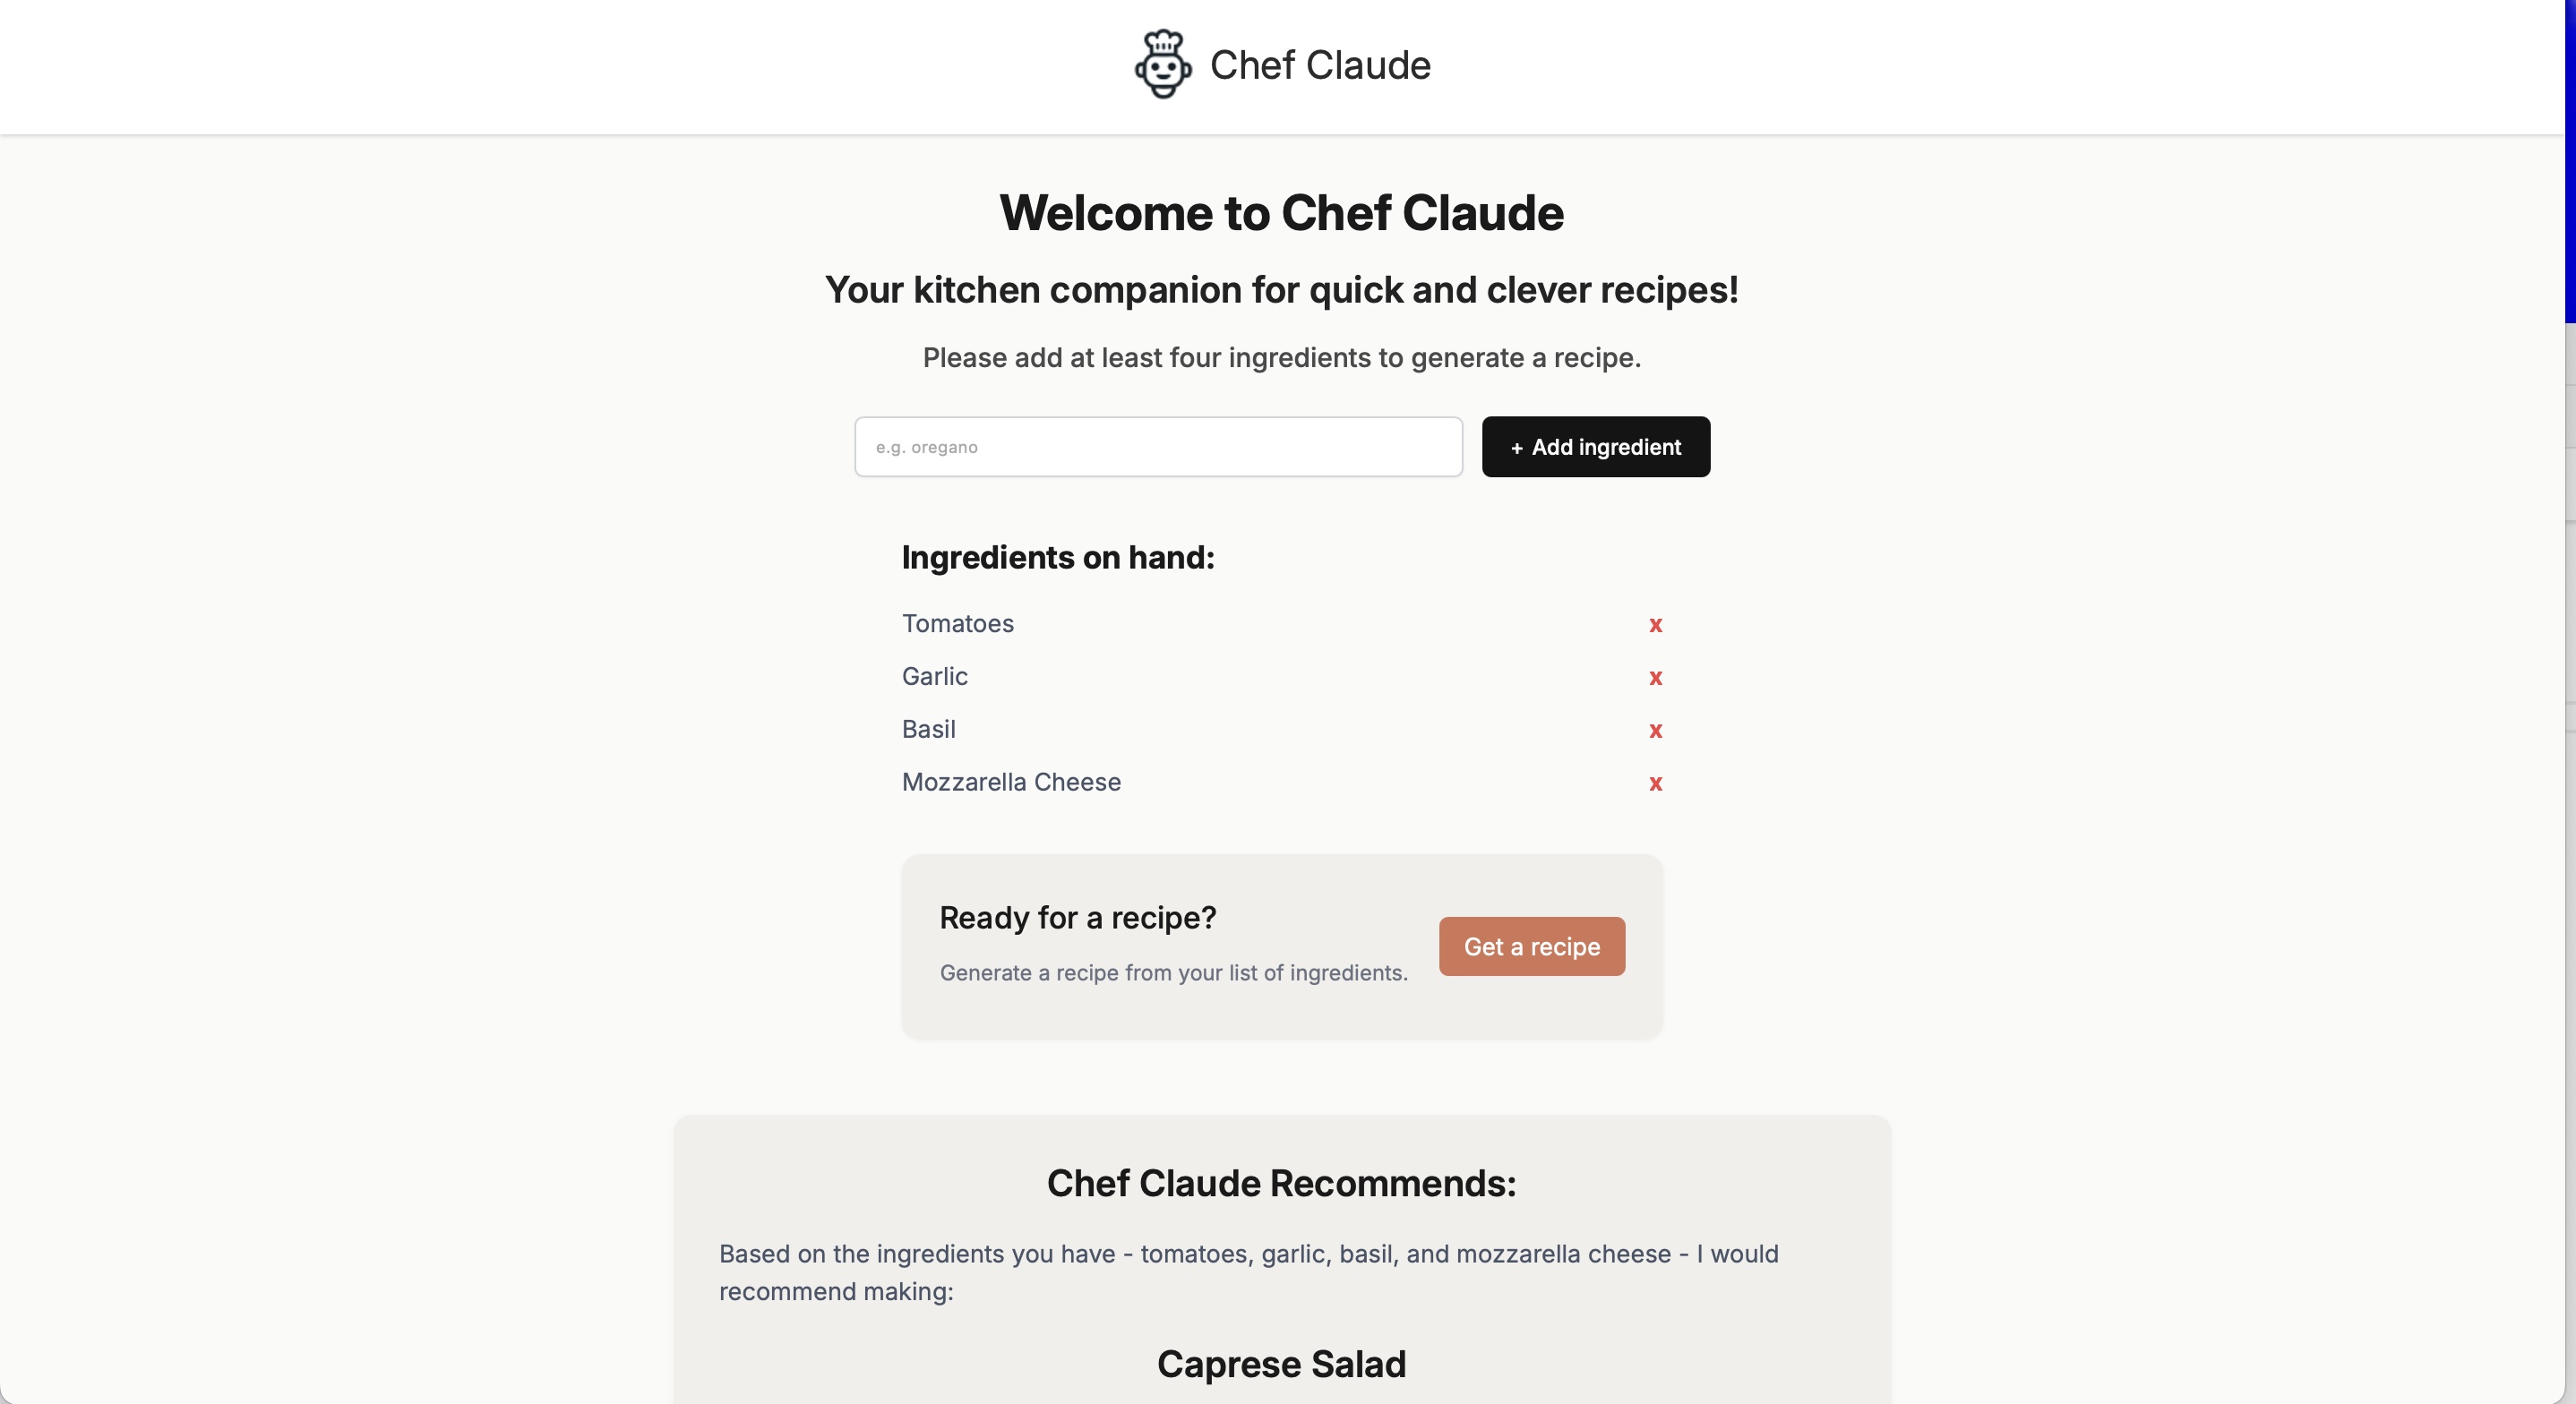 Chef Claude
Welcome to Chef Claude
Your kitchen companion for quick and clever recipes!
Please add at least four ingredients to generate a recipe.
e.g. oregano
+ Add ingredient
Ingredients on hand:
Tomatoes x
Garlic x
Basil x
Mozzarella Cheese x
Ready for a recipe?
Get a recipe
Generate a recipe from your list of ingredients.
Chef Claude Recommends:
Based on the ingredients you have - tomatoes, garlic, basil, and mozzarella cheese - I would
recommend making:
Caprese Salad